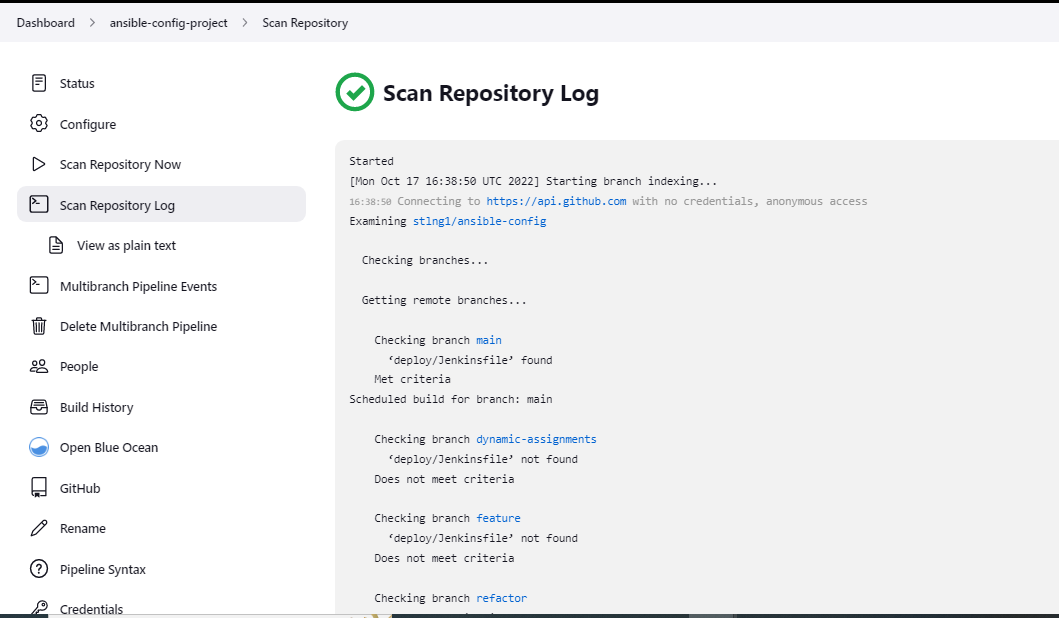 Dashboard > ansible-config-project > Scan Repository
Status
Configure
Scan Repository Now
Scan Repository Log
View as plain text
Multibranch Pipeline Events
Delete Multibranch Pipeline
People
Build History
Open Blue Ocean
GitHub
Rename
Pipeline Syntax
Credentials
Scan Repository Log
Started
[Mon Oct 17 16:38:50 UTC 2022] Starting branch indexing...
16:38:50 Connecting to https://api.github.com with no credentials, anonymous access
Examining stlng1/ansible-config
Checking branches...
Getting remote branches...
Checking branch main
‘deploy/Jenkinsfile’ found
Met criteria
Scheduled build for branch: main
Checking branch dynamic-assignments
‘deploy/Jenkinsfile’ not found
Does not meet criteria
Checking branch feature
‘deploy/Jenkinsfile’ not found
Does not meet criteria
Checking branch refactor